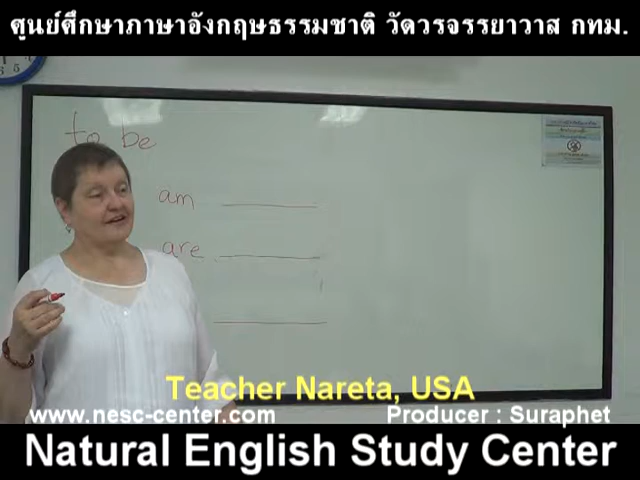 ศูนย์ศึกษาภาษาอังกฤษธรรมชาติ วัดวรจรรยาวาส กทม.
to be
am
are
Teacher Nareta, USA
www.nesc-center.com
Producer : Suraphet
Natural English Study Center